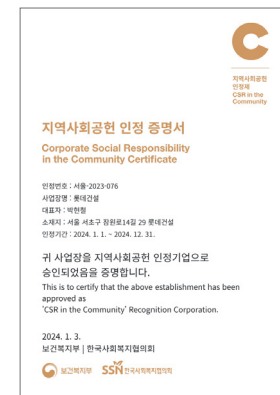 지역사회공헌
인정제
CSR in the
Community
지역사회공헌 인정 증명서
Corporate Social Responsibility
in the Community Certificate
인정번호 : 서울-2023-076
사업장명 : 롯데건설
대표자 : 박현철
소재지 : 서울 서초구 잠원로14길 29 롯데건설
인정기간 : 2024. 1. 1. ~ 2024. 12. 31.
귀 사업장을 지역사회공헌 인정기업으로
승인되었음을 증명합니다.
This is to certify that the above establishment has been
approved as
'CSR in the Community' Recognition Corporation.
2024. 1. 3.
보건복지부 | 한국사회복지협의회
보건복지부 SSN 한국사회복지협의회